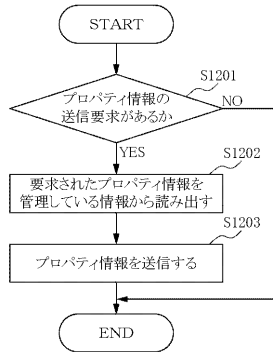 START
S1201
プロパティ情報の
送信要求があるか
NO
YES
S1202
要求されたプロパティ情報を
管理している情報から読み出す
S1203
プロパティ情報を送信する
END